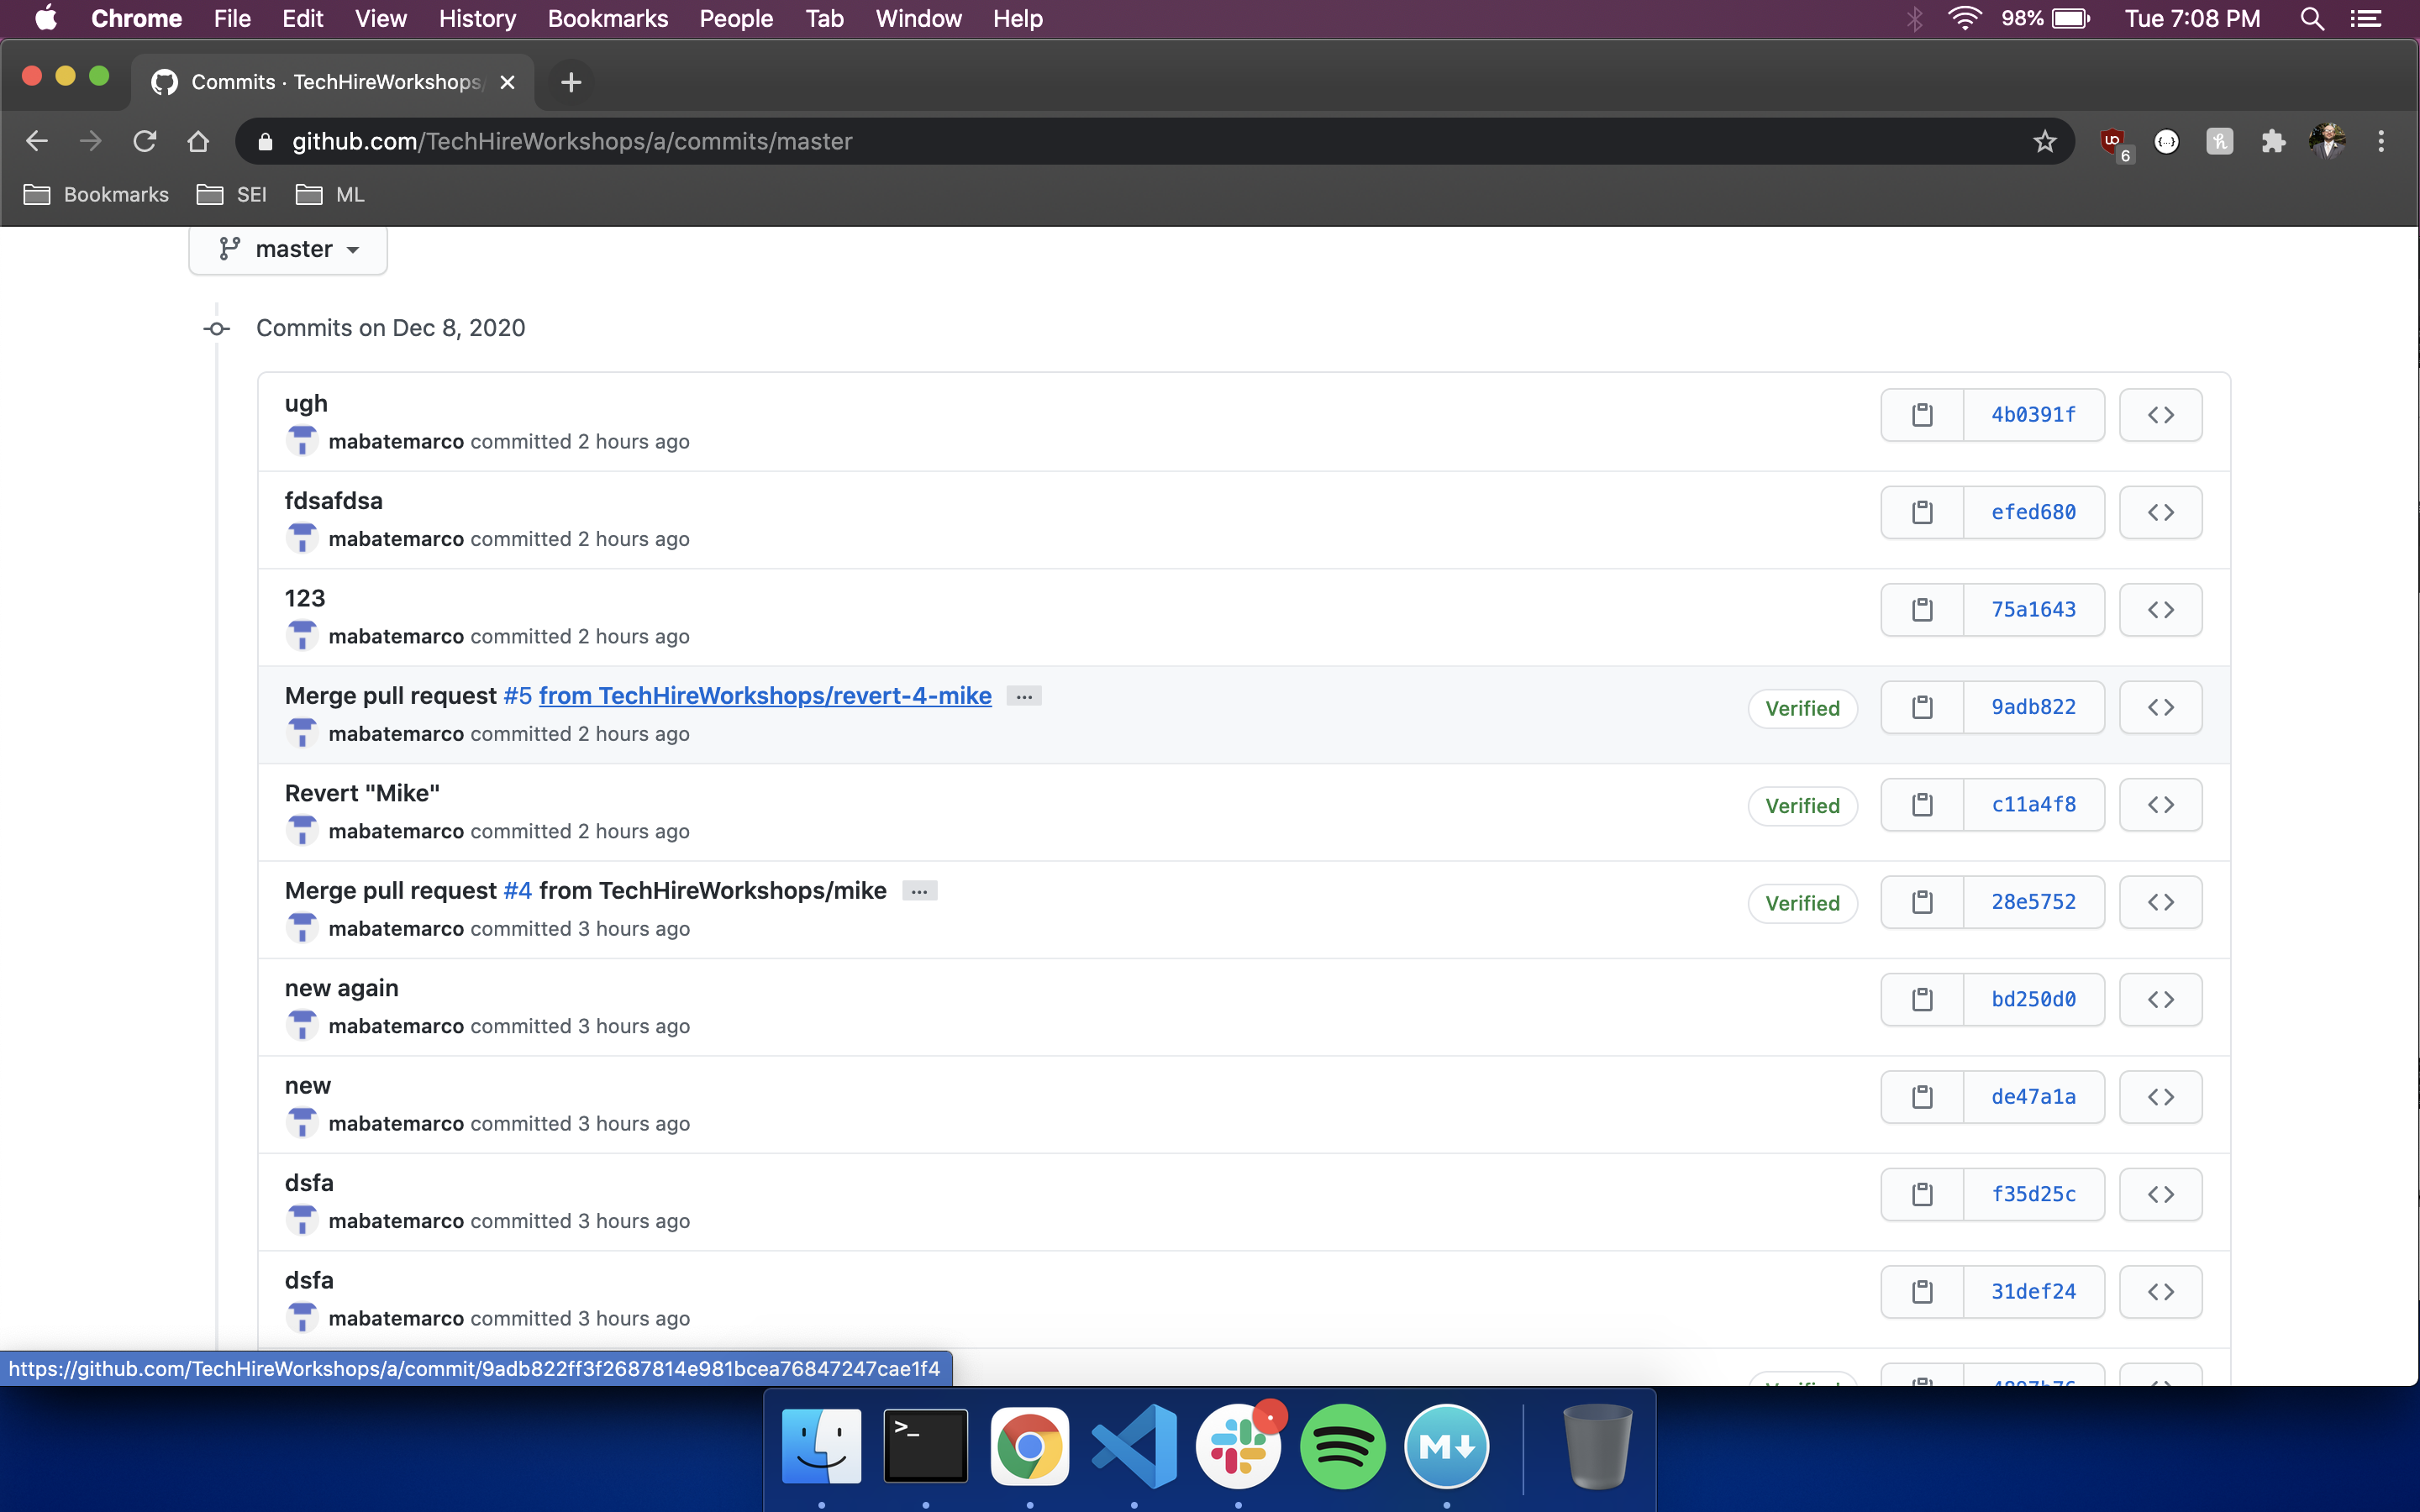 Chrome File Edit View History Bookmarks People Tab Window Help 98% Tue 7:08 PM
Commits · TechHireWorkshops/
github.com/TechHireWorkshops/a/commits/master 6
Bookmarks SEI ML
master
Commits on Dec 8, 2020
ugh
mabatemarco committed 2 hours ago
4b0391f
fdsafdsa
mabatemarco committed 2 hours ago
efed680
123
mabatemarco committed 2 hours ago
75a1643
Merge pull request #5 from TechHireWorkshops/revert-4-mike …
mabatemarco committed 2 hours ago
Verified 9adb822
Revert "Mike"
mabatemarco committed 2 hours ago
Verified c11a4f8
Merge pull request #4 from TechHireWorkshops/mike …
mabatemarco committed 3 hours ago
Verified 28e5752
new again
mabatemarco committed 3 hours ago
bd250d0
new
mabatemarco committed 3 hours ago
de47a1a
dsfa
mabatemarco committed 3 hours ago
f35d25c
dsfa
mabatemarco committed 3 hours ago
31def24
https://github.com/TechHireWorkshops/a/commit/9adb822ff3f2687814e981bcea76847247cae1f4